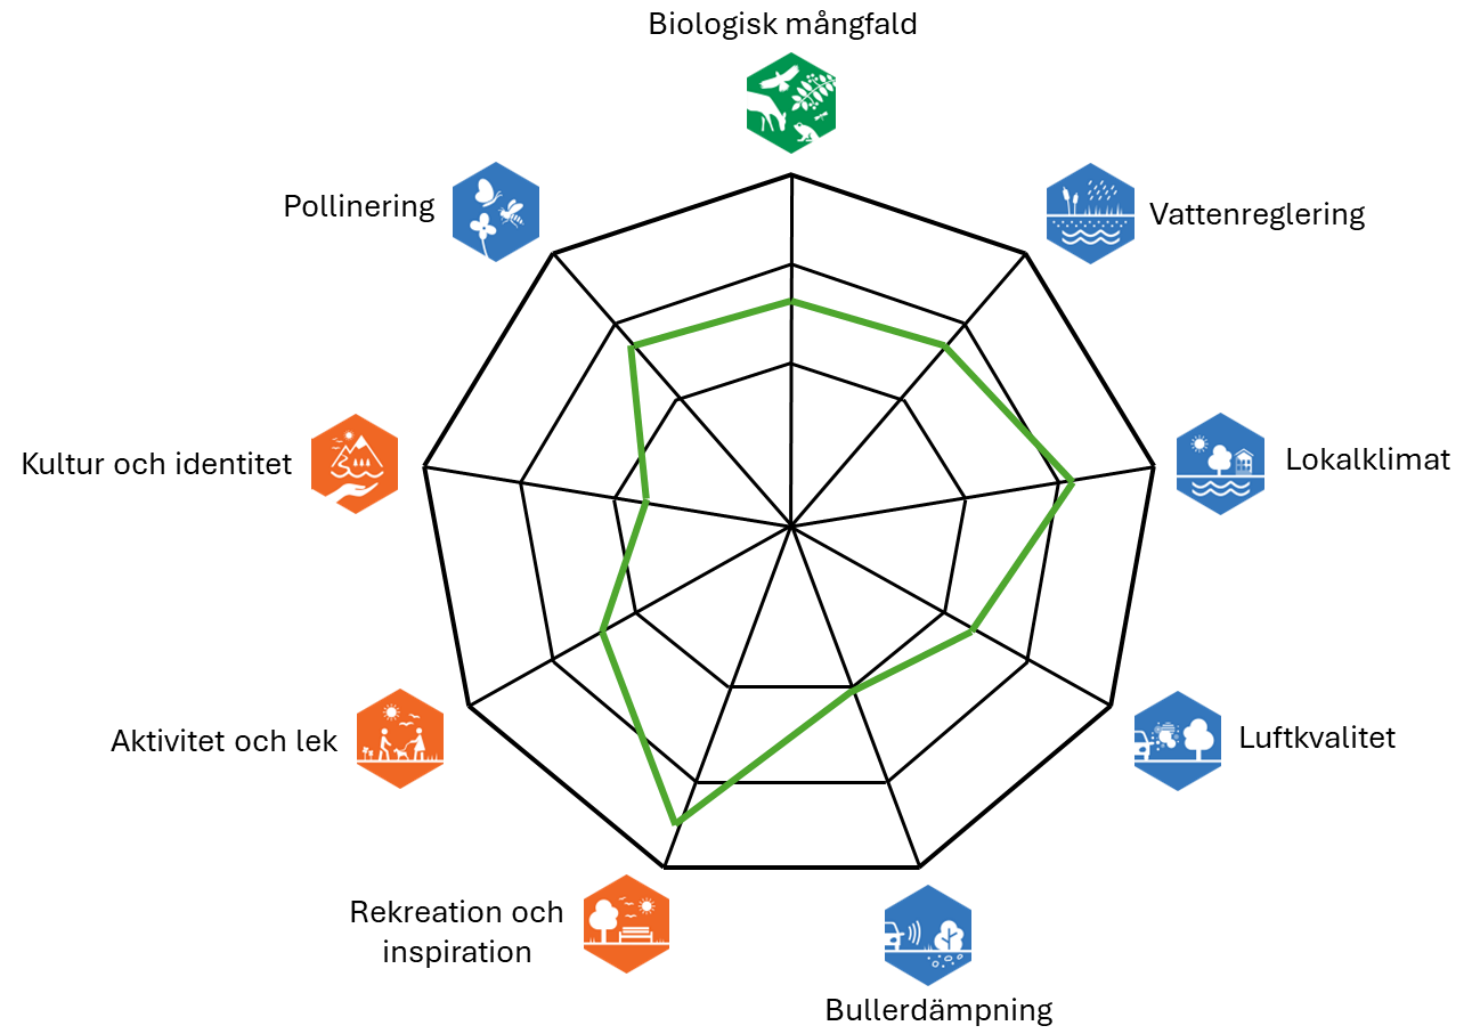 Biologisk mångfald
Pollinering
Vattenreglering
Kultur och identitet
Lokalklimat
Aktivitet och lek
Luftkvalitet
Rekreation och
inspiration
Bullerdämpning